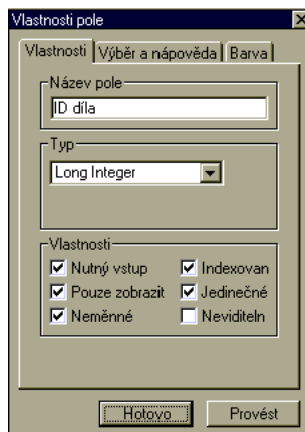 Vlastnosti pole
Vlastnosti Výběr a nápověda Barva
Název pole
ID díla
Typ
Long Integer
Vlastnosti
Nutný vstup Indexovan
Pouze zobrazit Jedinečné
Neměnné Neviditeln
Hotovo Provést